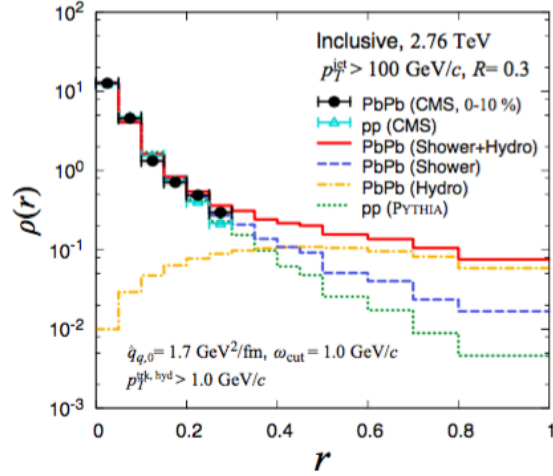 10²
10¹
10⁰
10⁻¹
10⁻²
10⁻³
ρ(r)
Inclusive, 2.76 TeV
p_T^jet > 100 GeV/c, R= 0.3
PbPb (CMS, 0-10 %)
pp (CMS)
PbPb (Shower+Hydro)
PbPb (Shower)
PbPb (Hydro)
pp (PYTHIA)
q̂_q,0 = 1.7 GeV²/fm, ω_cut = 1.0 GeV/c
p_T^trk, hyd > 1.0 GeV/c
0 0.2 0.4 0.6 0.8 1
r